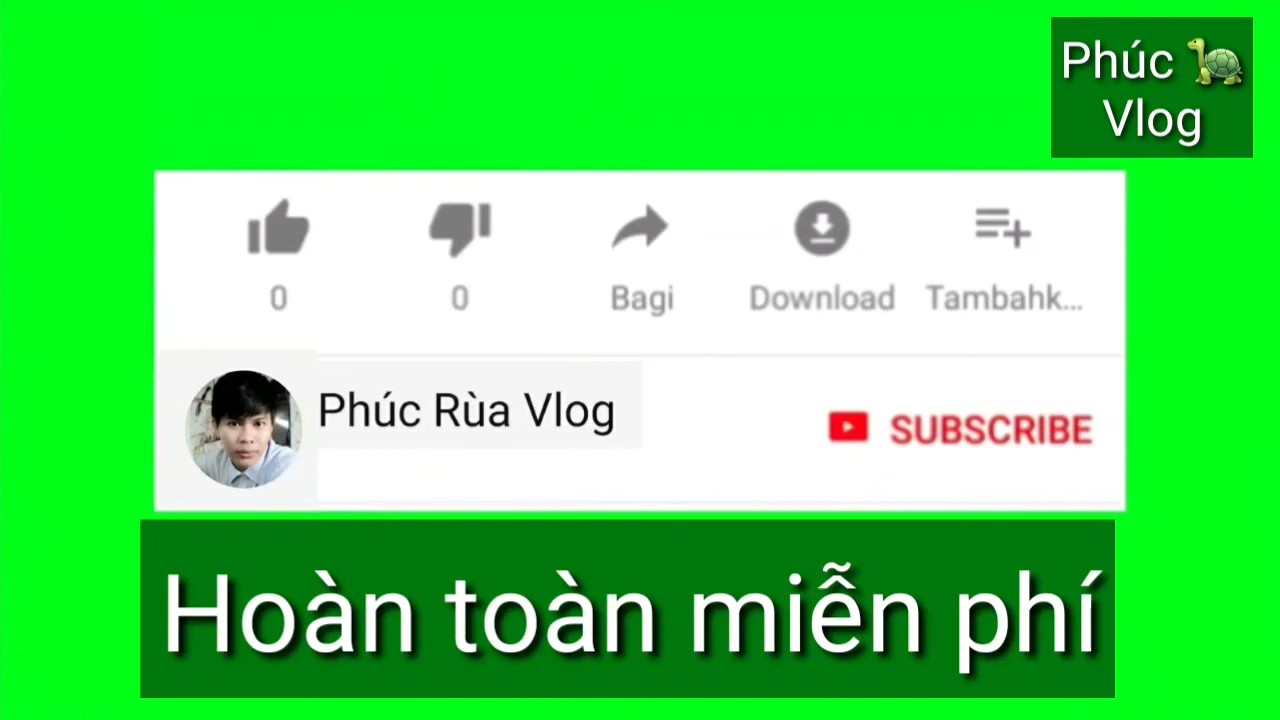 Phúc 🐢
Vlog
0 0 Bagi Download Tambahk...
Phúc Rùa Vlog
SUBSCRIBE
Hoàn toàn miễn phí